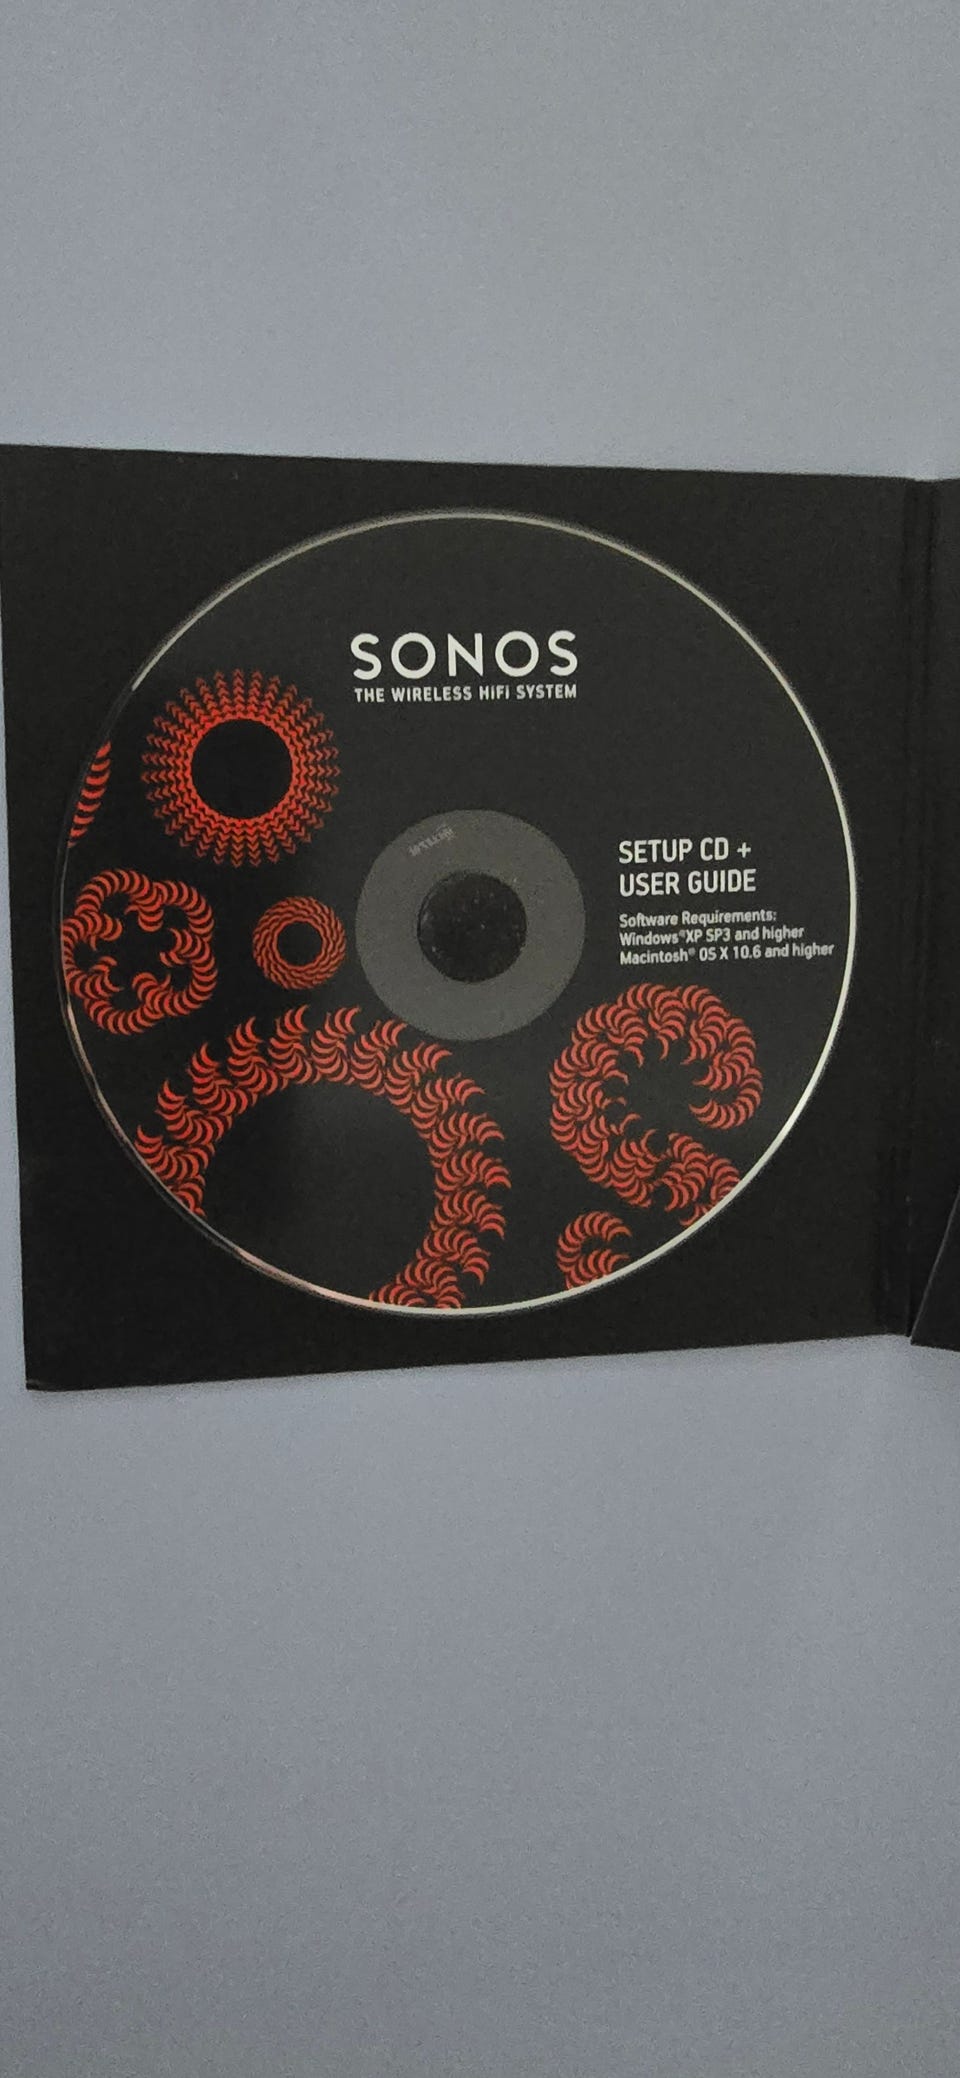 SONOS
THE WIRELESS HiFi SYSTEM
SETUP CD +
USER GUIDE
Software Requirements:
Windows® XP SP3 and higher
Macintosh® OS X 10.6 and higher